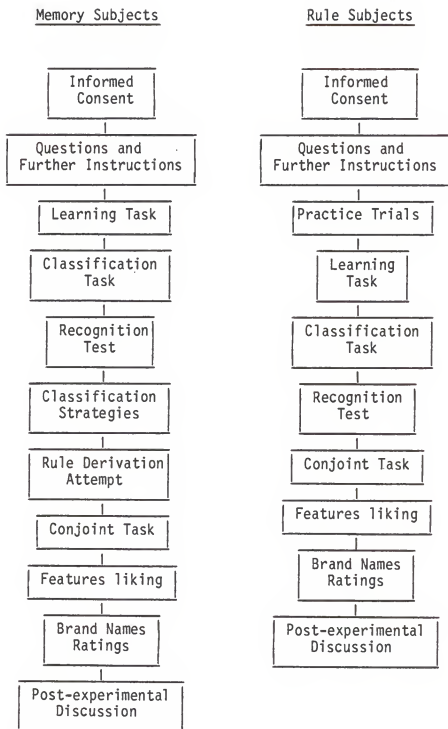 Memory Subjects
Informed
Consent
Questions and
Further Instructions
Learning Task
Classification
Task
Recognition
Test
Classification
Strategies
Rule Derivation
Attempt
Conjoint Task
Features liking
Brand Names
Ratings
Post-experimental
Discussion
Rule Subjects
Informed
Consent
Questions and
Further Instructions
Practice Trials
Learning
Task
Classification
Task
Recognition
Test
Conjoint Task
Features liking
Brand Names
Ratings
Post-experimental
Discussion